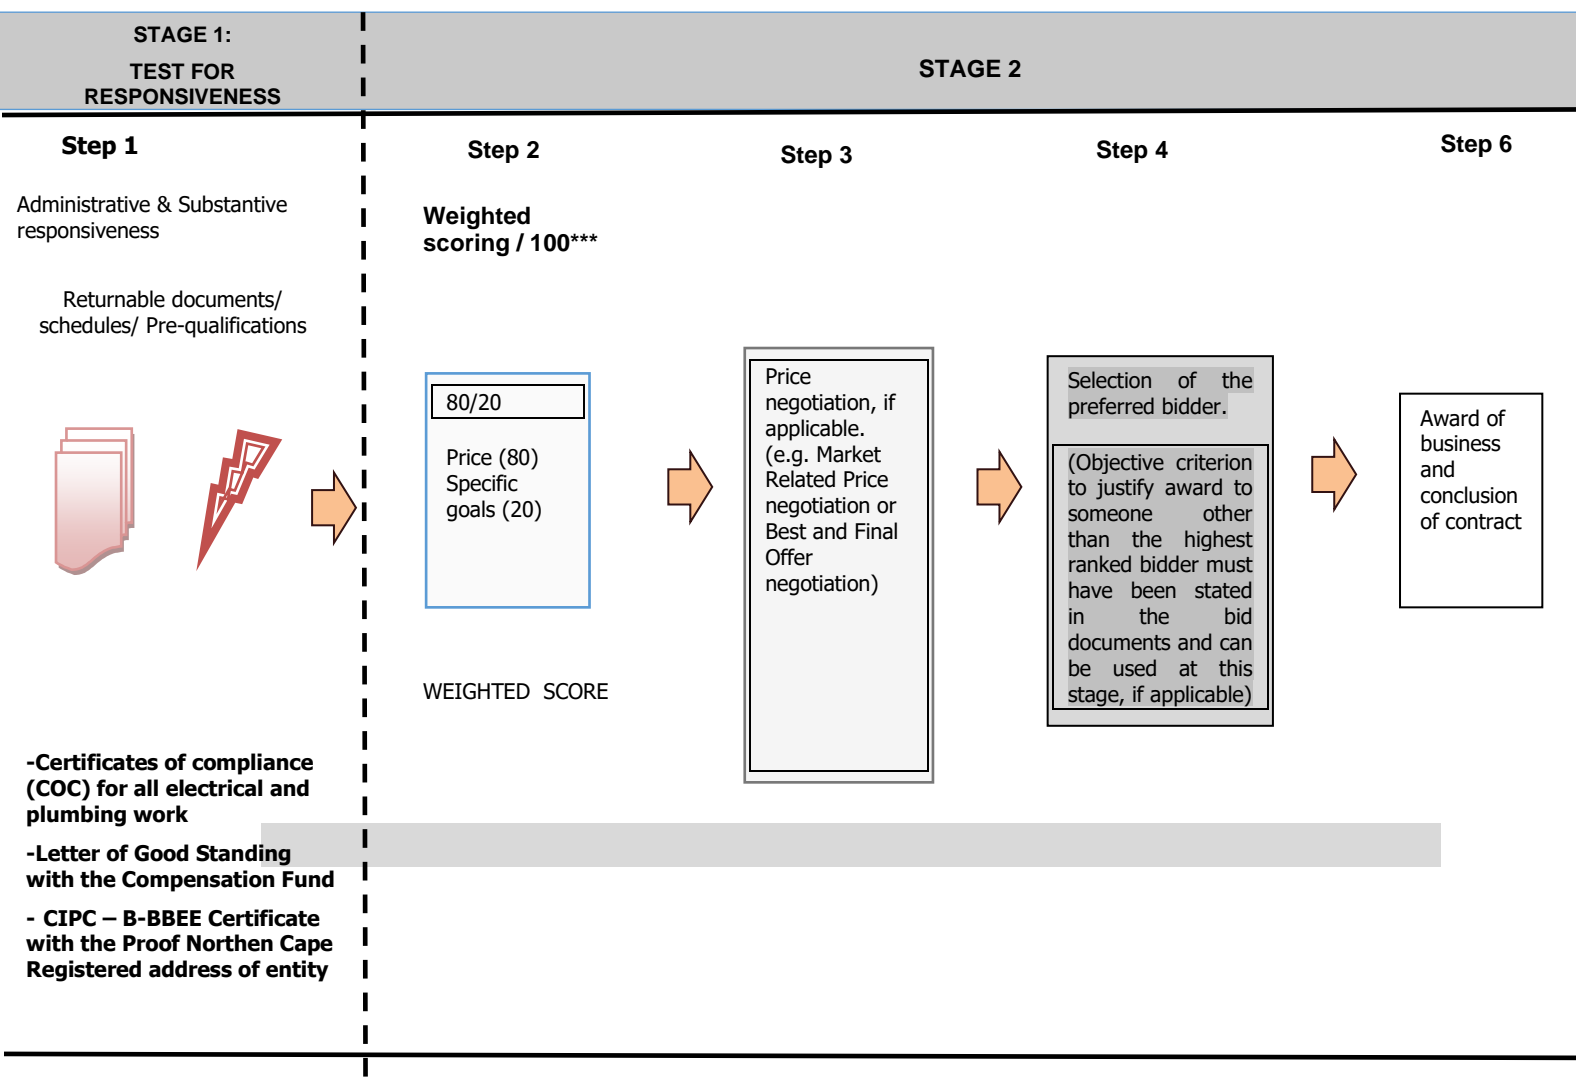 STAGE 1:
TEST FOR
RESPONSIVENESS
STAGE 2
Step 1
Administrative & Substantive
responsiveness
Returnable documents/
schedules/ Pre-qualifications
-Certificates of compliance
(COC) for all electrical and
plumbing work
-Letter of Good Standing
with the Compensation Fund
- CIPC – B-BBEE Certificate
with the Proof Northen Cape
Registered address of entity
Step 2
Weighted
scoring / 100***
80/20
Price (80)
Specific
goals (20)
WEIGHTED SCORE
Step 3
Price
negotiation, if
applicable.
(e.g. Market
Related Price
negotiation or
Best and Final
Offer
negotiation)
Step 4
Selection of the
preferred bidder.
(Objective criterion
to justify award to
someone other
than the highest
ranked bidder must
have been stated
in the bid
documents and can
be used at this
stage, if applicable)
Step 6
Award of
business
and
conclusion
of contract